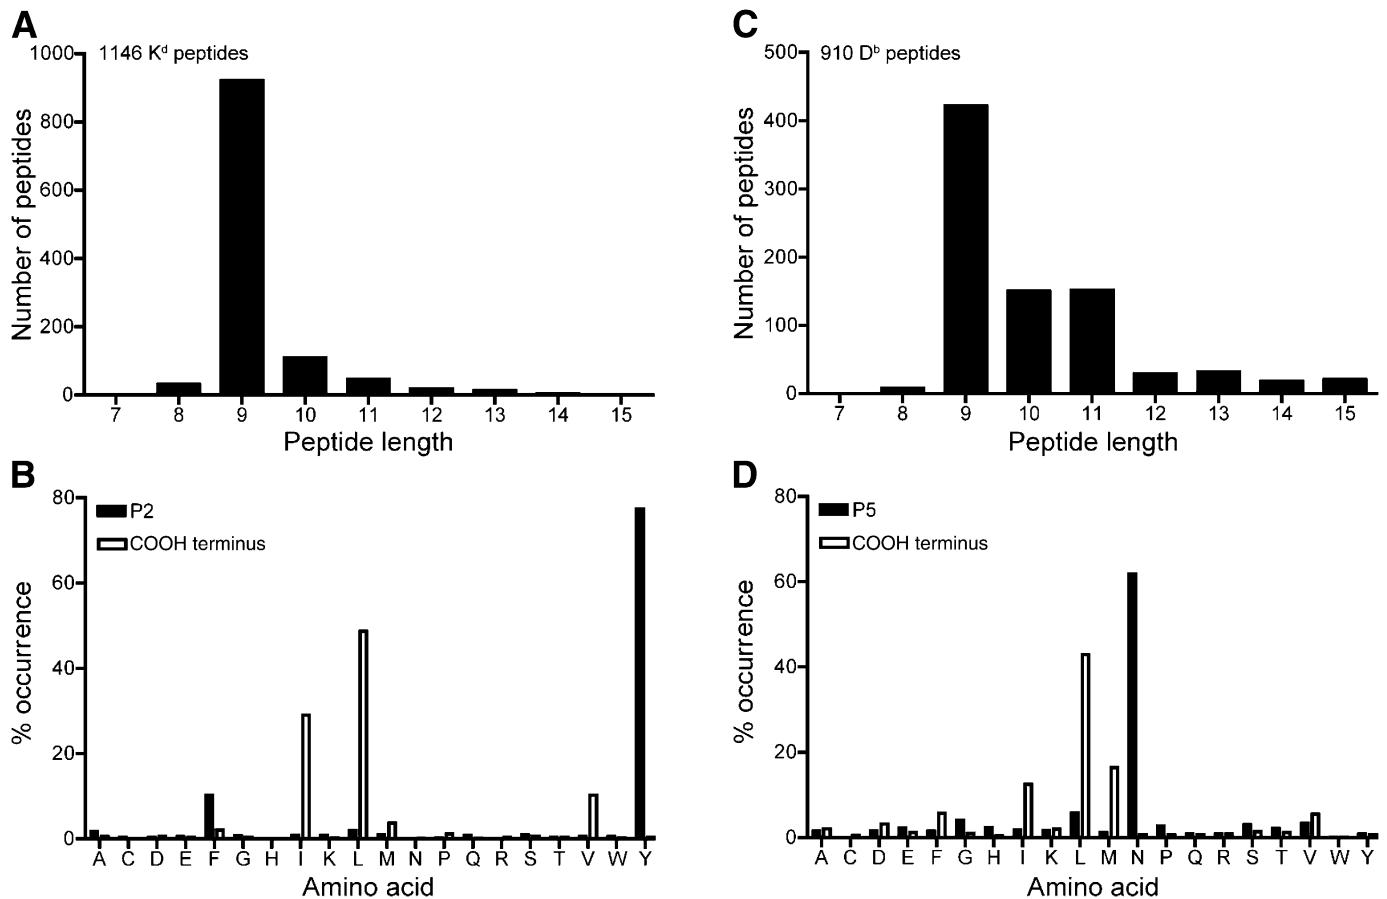 A
1146 Kᵈ peptides
1000
800
600
400
200
0
Number of peptides
7 8 9 10 11 12 13 14 15
Peptide length
C
910 Dᵇ peptides
500
400
300
200
100
0
Number of peptides
7 8 9 10 11 12 13 14 15
Peptide length
B
P2
COOH terminus
80
60
40
20
0
% occurrence
A C D E F G H I K L M N P Q R S T V W Y
Amino acid
D
P5
COOH terminus
80
60
40
20
0
% occurrence
A C D E F G H I K L M N P Q R S T V W Y
Amino acid